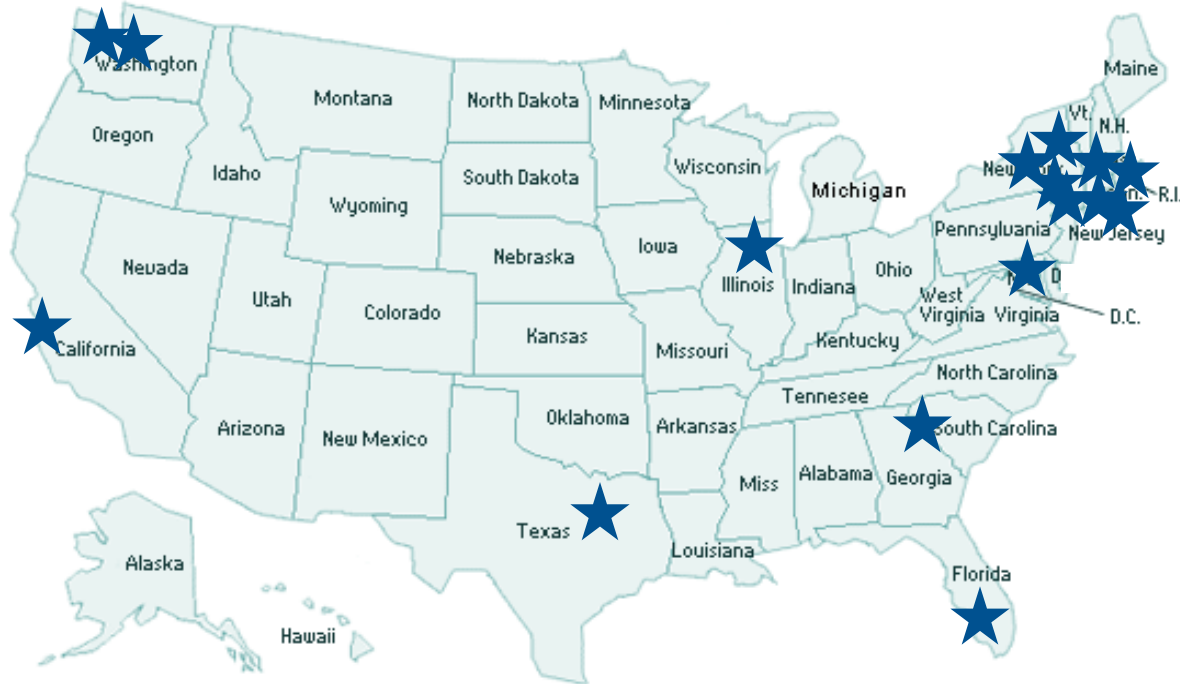 Washington
Maine
Montana
North Dakota
Minnesota
Vt.
N.H.
Oregon
Idaho
Wisconsin
New
South Dakota
Michigan
R.I.
Wyoming
Pennsylvania
New Jersey
Iowa
Nebraska
Nevada
Ohio
D
Illinois
Indiana
Utah
West
Virginia
Virginia
D.C.
Colorado
Kansas
Kentucky
California
Missouri
North Carolina
Tennesee
Oklahoma
Arkansas
South Carolina
Arizona
New Mexico
Alabama
Georgia
Miss
Texas
Louisiana
Alaska
Florida
Hawaii